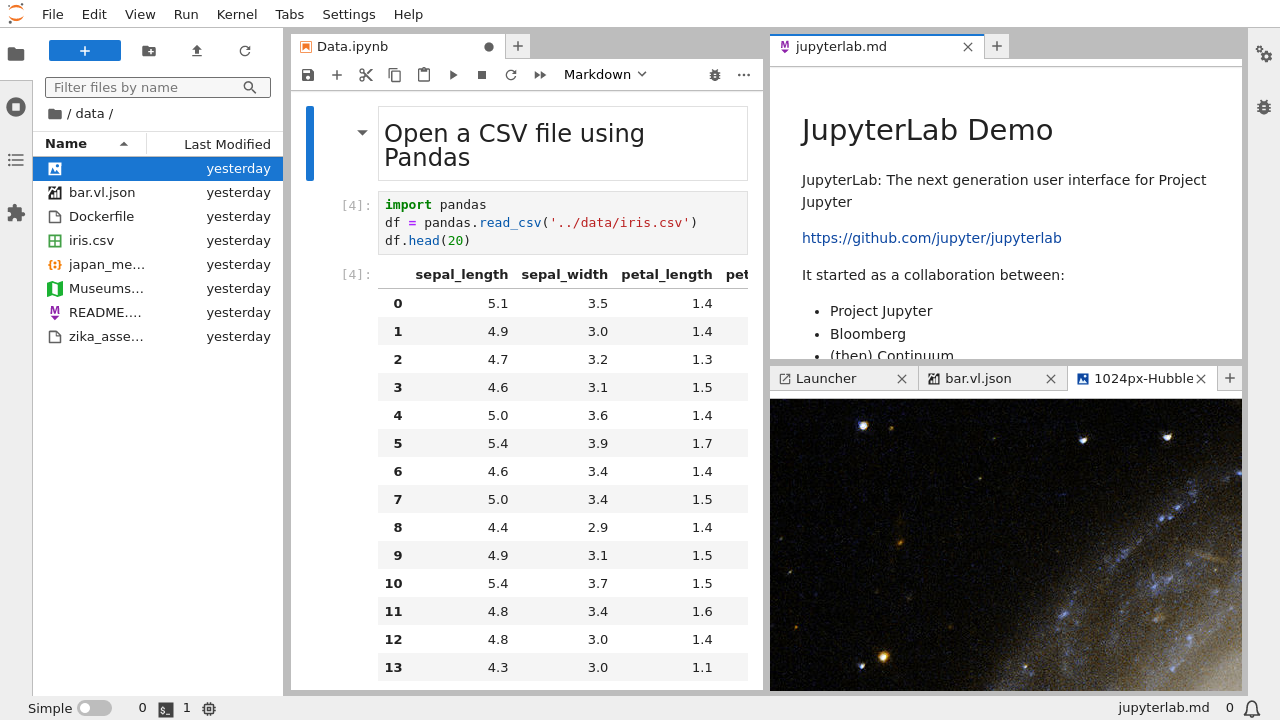 File Edit View Run Kernel Tabs Settings Help
Filter files by name
/ data /
Name Last Modified
yesterday
bar.vl.json yesterday
Dockerfile yesterday
iris.csv yesterday
japan_me… yesterday
Museums… yesterday
README.… yesterday
zika_asse… yesterday
Data.ipynb
Markdown
Open a CSV file using
Pandas
[4]:
import pandas
df = pandas.read_csv('../data/iris.csv')
df.head(20)
[4]:
sepal_length sepal_width petal_length pet
0 5.1 3.5 1.4
1 4.9 3.0 1.4
2 4.7 3.2 1.3
3 4.6 3.1 1.5
4 5.0 3.6 1.4
5 5.4 3.9 1.7
6 4.6 3.4 1.4
7 5.0 3.4 1.5
8 4.4 2.9 1.4
9 4.9 3.1 1.5
10 5.4 3.7 1.5
11 4.8 3.4 1.6
12 4.8 3.0 1.4
13 4.3 3.0 1.1
jupyterlab.md
JupyterLab Demo
JupyterLab: The next generation user interface for Project
Jupyter
https://github.com/jupyter/jupyterlab
It started as a collaboration between:
• Project Jupyter
• Bloomberg
• (then) Continuum
Launcher bar.vl.json 1024px-Hubble
Simple 0 1 jupyterlab.md 0